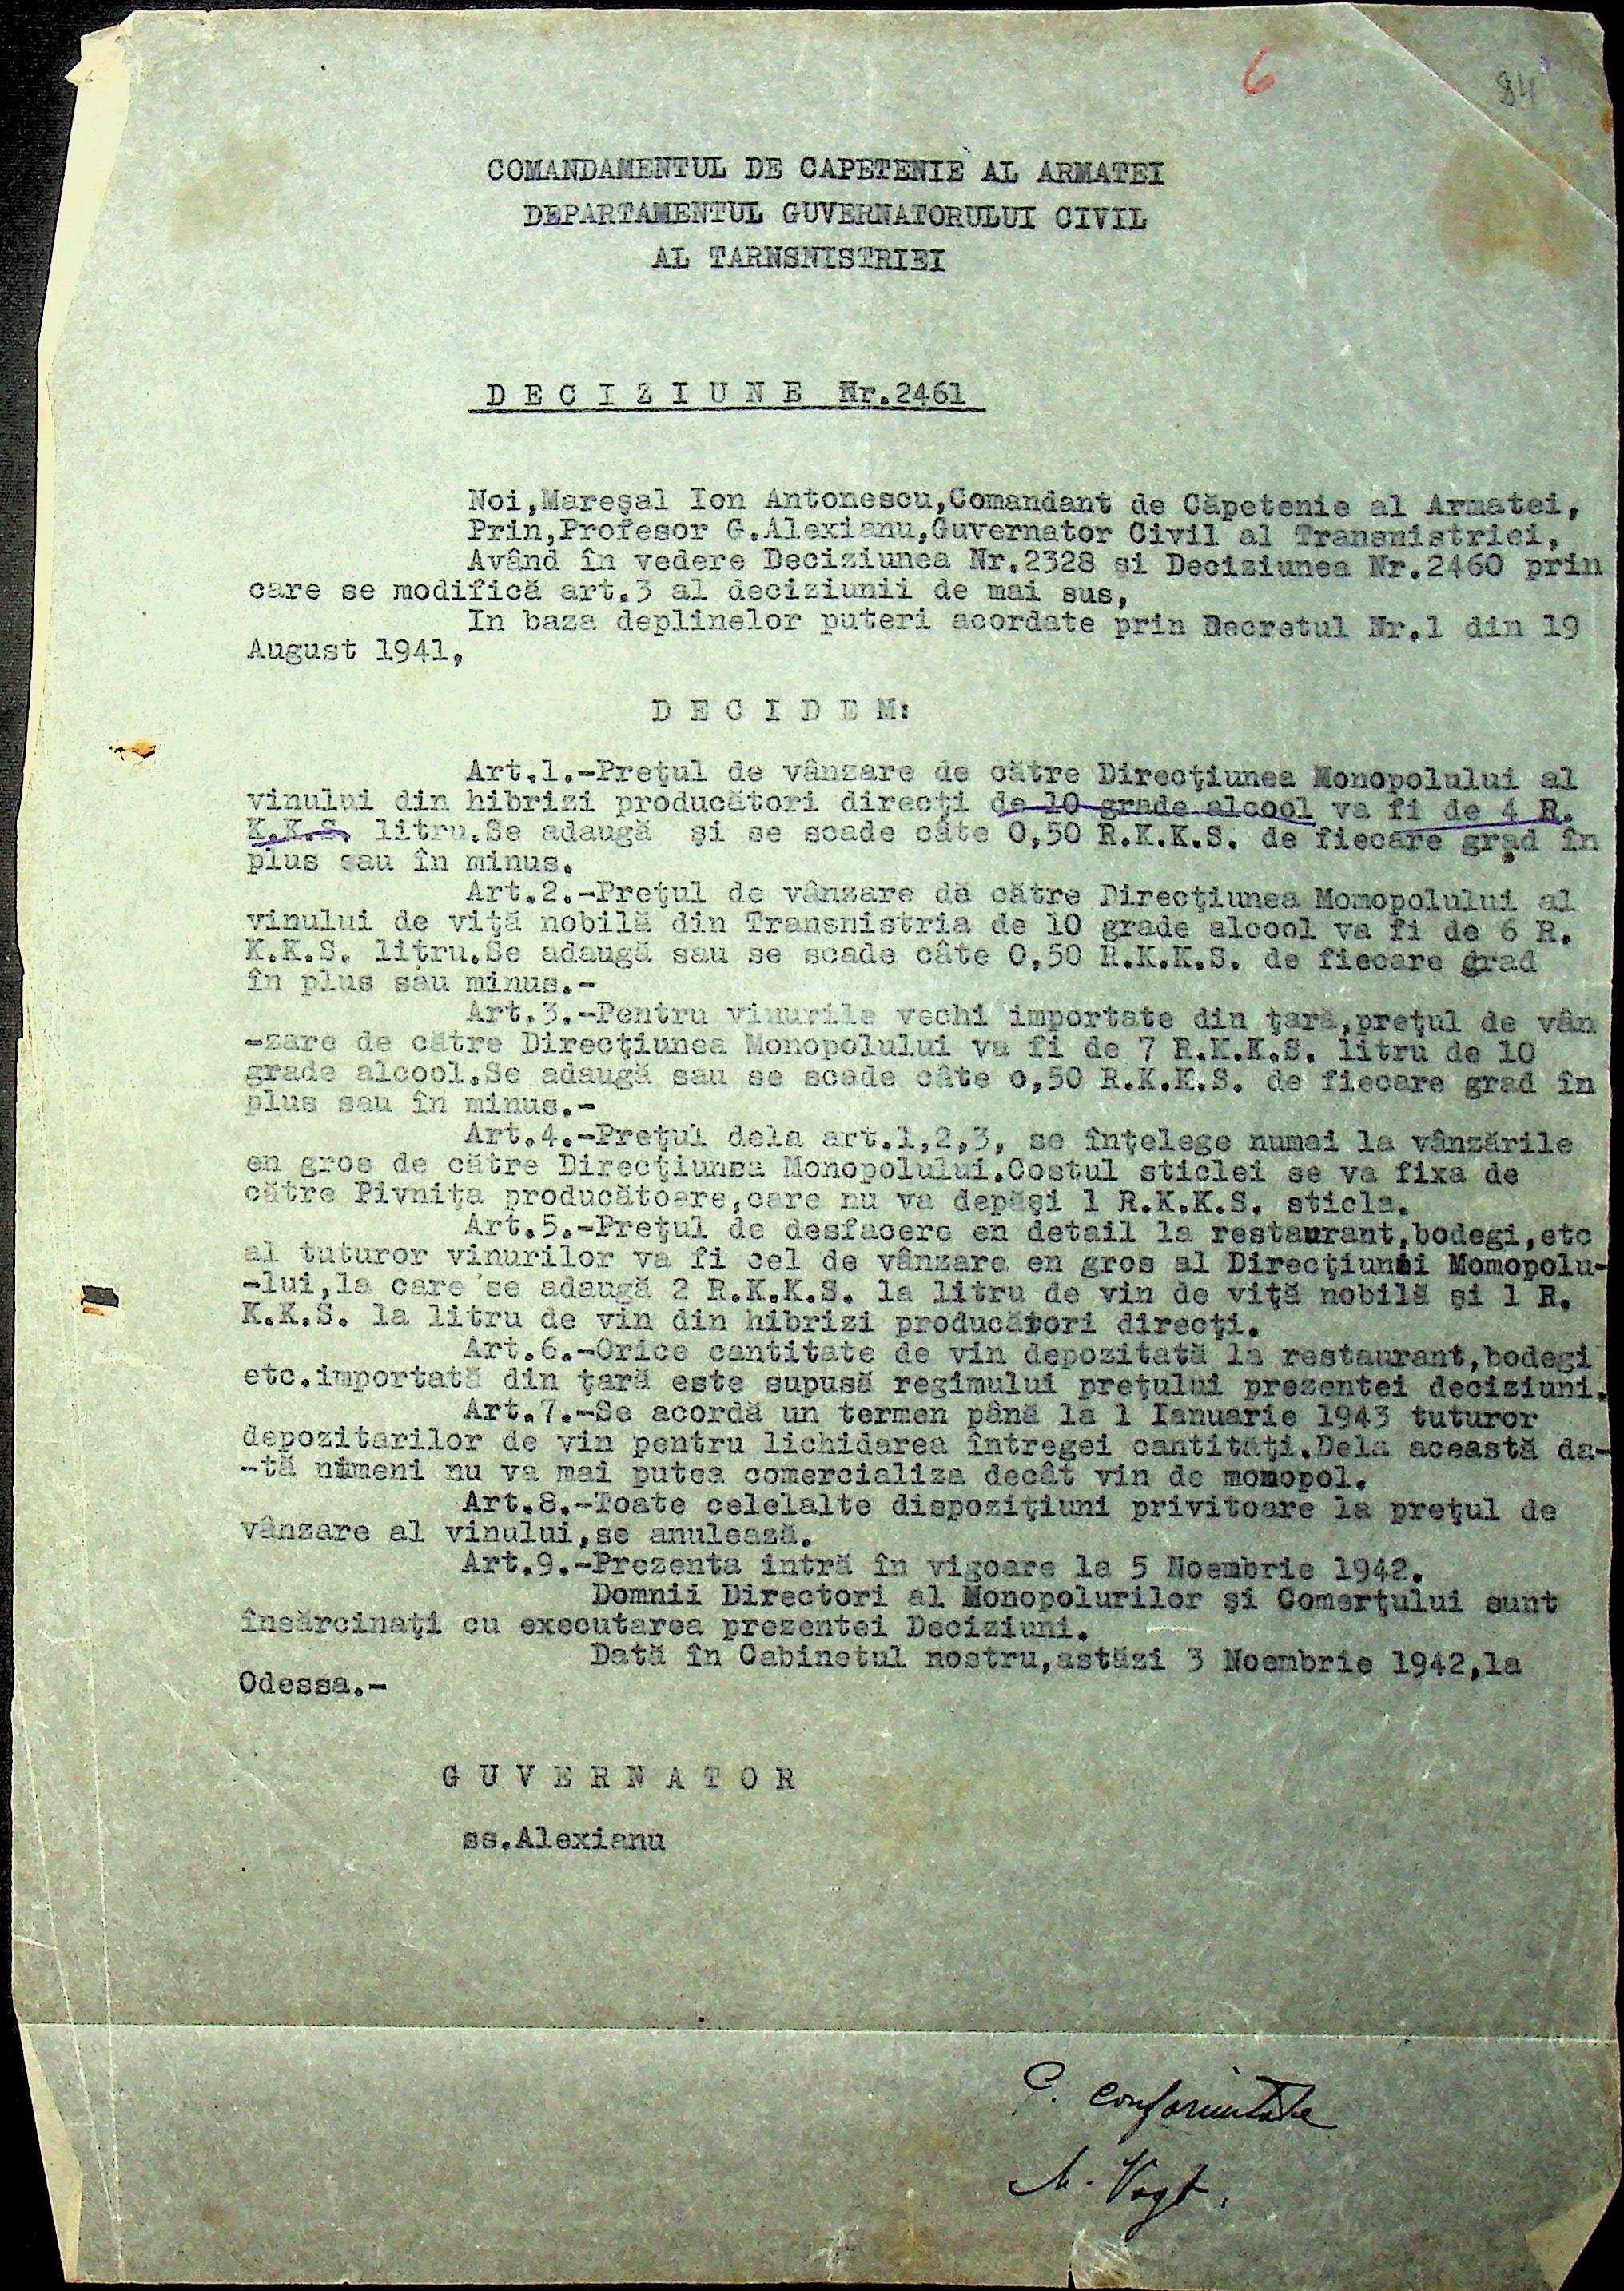 6
84
COMANDAMENTUL DE CAPETENIE AL ARMATEI
DEPARTAMENTUL GUVERNATORULUI CIVIL
AL TARNSNISTRIEI
D E C I Z I U N E Nr.2461
Noi,Mareşal Ion Antonescu,Comandant de Căpetenie al Armatei,
Prin,Profesor G.Alexianu,Guvernator Civil al Transnistriei,
Având în vedere Deciziunea Nr.2328 si Deciziunea Nr.2460 prin
care se modifică art.3 al deciziunii de mai sus,
In baza deplinelor puteri acordate prin Decretul Nr.1 din 19
August 1941,
D E C I D E M:
Art.1.-Preţul de vânzare de către Direcţiunea Monopolului al
vinului din hibrizi producători direcţi de 10 grade alcool va fi de 4 R.
K.K.S. litru.Se adaugă şi se scade câte 0,50 R.K.K.S. de fiecare grad în
plus sau în minus.
Art.2.-Preţul de vânzare dă către Direcţiunea Momopolului al
vinului de viţă nobilă din Transnistria de 10 grade alcool va fi de 6 R.
K.K.S. litru.Se adaugă sau se scade câte 0,50 R.K.K.S. de fiecare grad
în plus sau minus.-
Art.3.-Pentru vinurile vechi importate din ţară,preţul de vân
-zare de către Direcţiunea Monopolului va fi de 7 R.K.K.S. litru de 10
grade alcool.Se adaugă sau se scade câte o,50 R.K.K.S. de fiecare grad în
plus sau în minus.-
Art.4.-Preţul dela art.1,2,3, se înţelege numai la vânzările
en gros de către Direcţiunea Monopolului.Costul sticlei se va fixa de
către Pivniţa producătoare,care nu va depăşi 1 R.K.K.S. sticla.
Art.5.-Preţul de desfacere en detail la restaurant,bodegi,etc
al tuturor vinurilor va fi cel de vânzare en gros al Direcţiunii Momopolu-
-lui,la care se adaugă 2 R.K.K.S. la litru de vin de viţă nobilă şi 1 R.
K.K.S. la litru de vin din hibrizi producători direcţi.
Art.6.-Orice cantitate de vin depozitată la restaurant,bodegi
etc.importată din ţară este supusă regimului preţului prezentei deciziuni.
Art.7.-Se acordă un termen până la 1 Ianuarie 1943 tuturor
depozitarilor de vin pentru lichidarea întregei cantităţi.Dela această da-
-tă nimeni nu va mai putea comercializa decât vin de monopol.
Art.8.-Toate celelalte dispoziţiuni privitoare la preţul de
vânzare al vinului,se anulează.
Art.9.-Prezenta intră în vigoare la 5 Noembrie 1942.
Domnii Directori al Monopolurilor şi Comerţului sunt
însărcinaţi cu executarea prezentei Deciziuni.
Dată în Cabinetul nostru,astăzi 3 Noembrie 1942,la
Odessa.-
G U V E R N A T O R
ss.Alexianu
P. conformitate
M. Vogt.